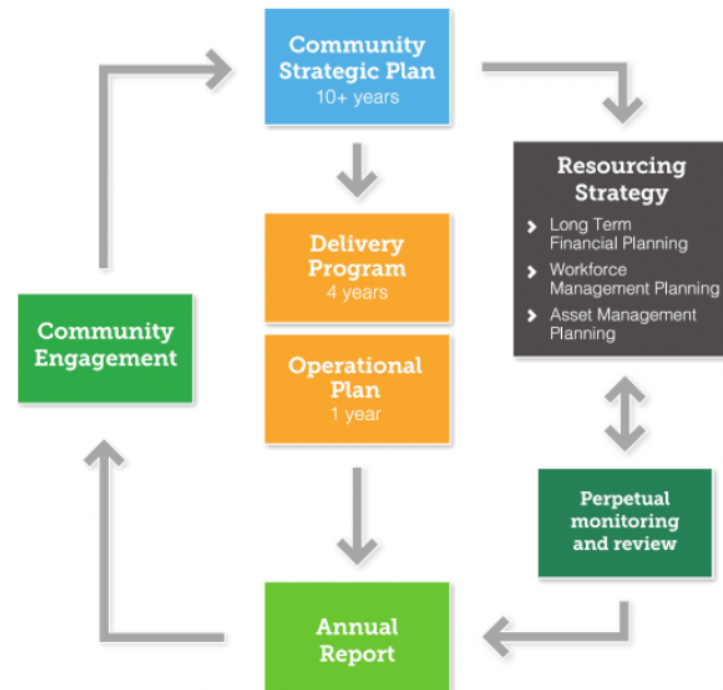 Community
Strategic Plan
10+ years
Resourcing
Strategy
Long Term
Financial Planning
Workforce
Management Planning
Asset Management
Planning
Delivery
Program
4 years
Community
Engagement
Operational
Plan
1 year
Perpetual
monitoring
and review
Annual
Report